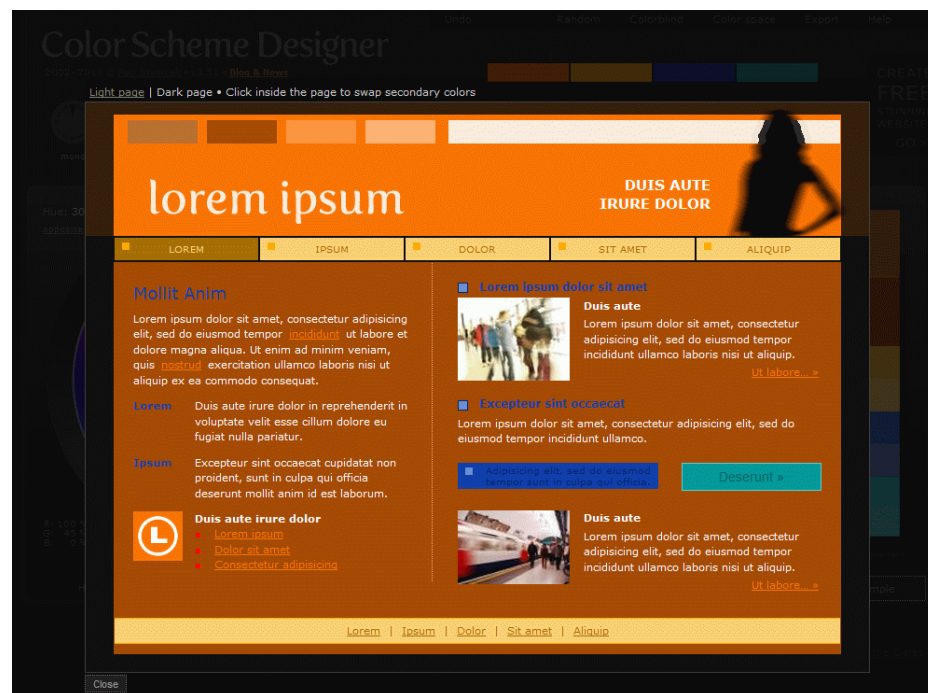 Undo Random Colorblind Color space Export Help
Color Scheme Designer
Blog & News
CREATE
FREE
GO
mono
Hue: 30
Light page | Dark page • Click inside the page to swap secondary colors
lorem ipsum
DUIS AUTE
IRURE DOLOR
LOREM IPSUM DOLOR SIT AMET ALIQUIP
Mollit Anim
Lorem ipsum dolor sit amet, consectetur adipisicing
elit, sed do eiusmod tempor incididunt ut labore et
dolore magna aliqua. Ut enim ad minim veniam,
quis nostrud exercitation ullamco laboris nisi ut
aliquip ex ea commodo consequat.
Lorem Duis aute irure dolor in reprehenderit in
voluptate velit esse cillum dolore eu
fugiat nulla pariatur.
Ipsum Excepteur sint occaecat cupidatat non
proident, sunt in culpa qui officia
deserunt mollit anim id est laborum.
Duis aute irure dolor
Lorem ipsum
Dolor sit amet
Consectetur adipisicing
Lorem ipsum dolor sit amet
Duis aute
Lorem ipsum dolor sit amet, consectetur
adipisicing elit, sed do eiusmod tempor
incididunt ullamco laboris nisi ut aliquip.
Ut labore... »
Excepteur sint occaecat
Lorem ipsum dolor sit amet, consectetur adipisicing elit, sed do
eiusmod tempor incididunt ullamco.
Adipisicing elit, sed do eiusmod
tempor sunt in culpa qui officia.
Deserunt »
Duis aute
Lorem ipsum dolor sit amet, consectetur
adipisicing elit, sed do eiusmod tempor
incididunt ullamco laboris nisi ut aliquip.
Ut labore... »
Lorem | Ipsum | Dolor | Sit amet | Aliquip
Close